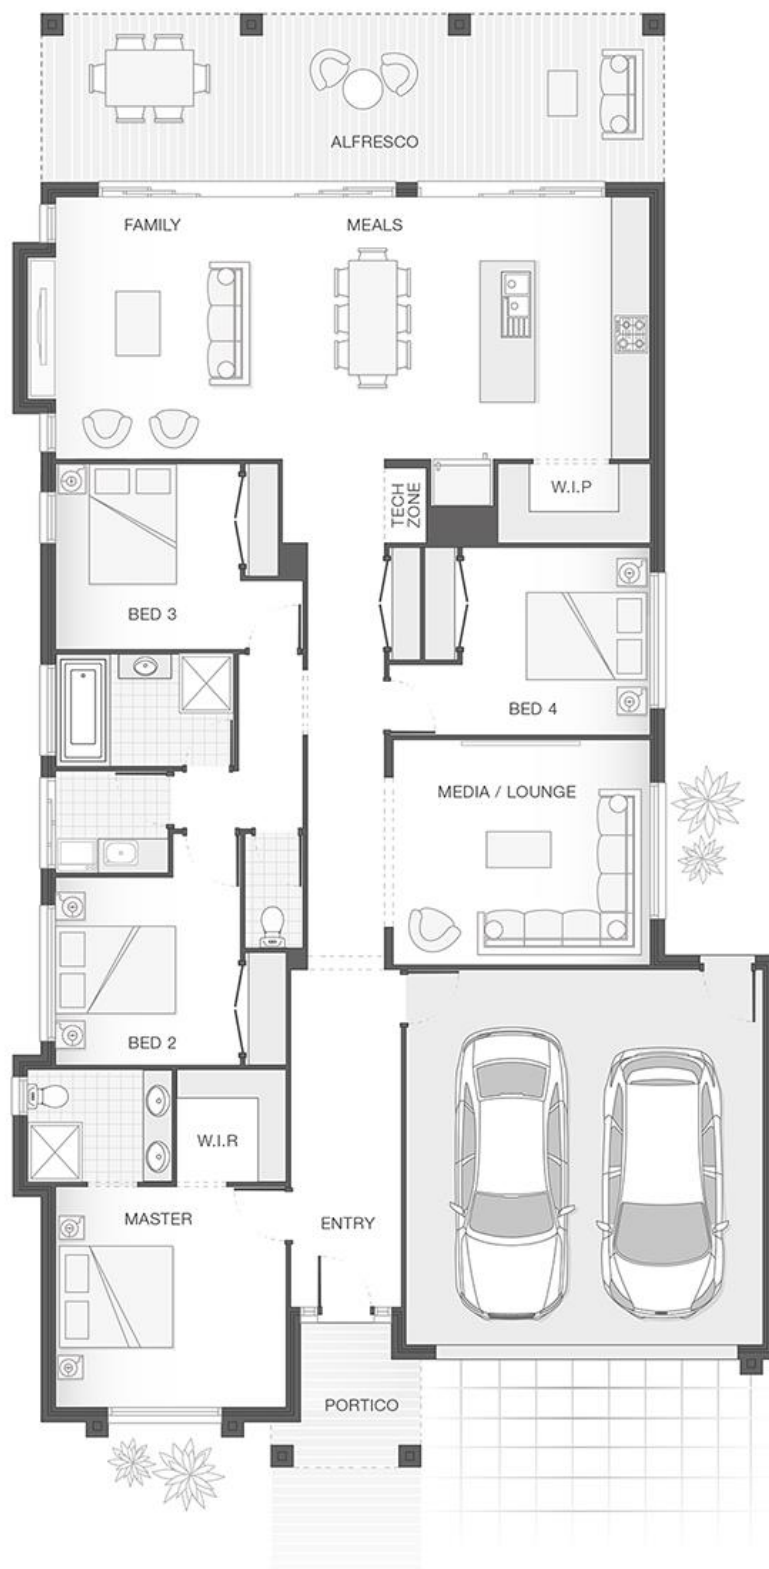 ALFRESCO
FAMILY
MEALS
W.I.P
TECH
ZONE
BED 3
BED 4
MEDIA / LOUNGE
BED 2
W.I.R
MASTER
ENTRY
PORTICO